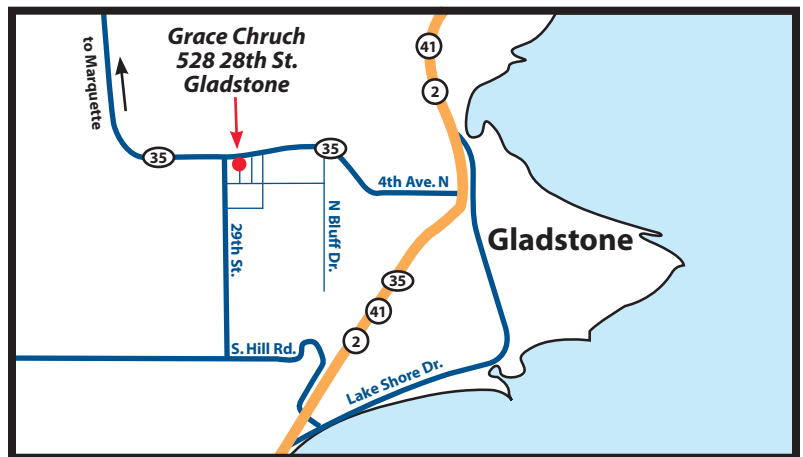 Grace Chruch
528 28th St.
Gladstone
to Marquette
41
2
35
35
4th Ave. N
N Bluff Dr.
29th St.
Gladstone
35
41
2
S. Hill Rd.
Lake Shore Dr.